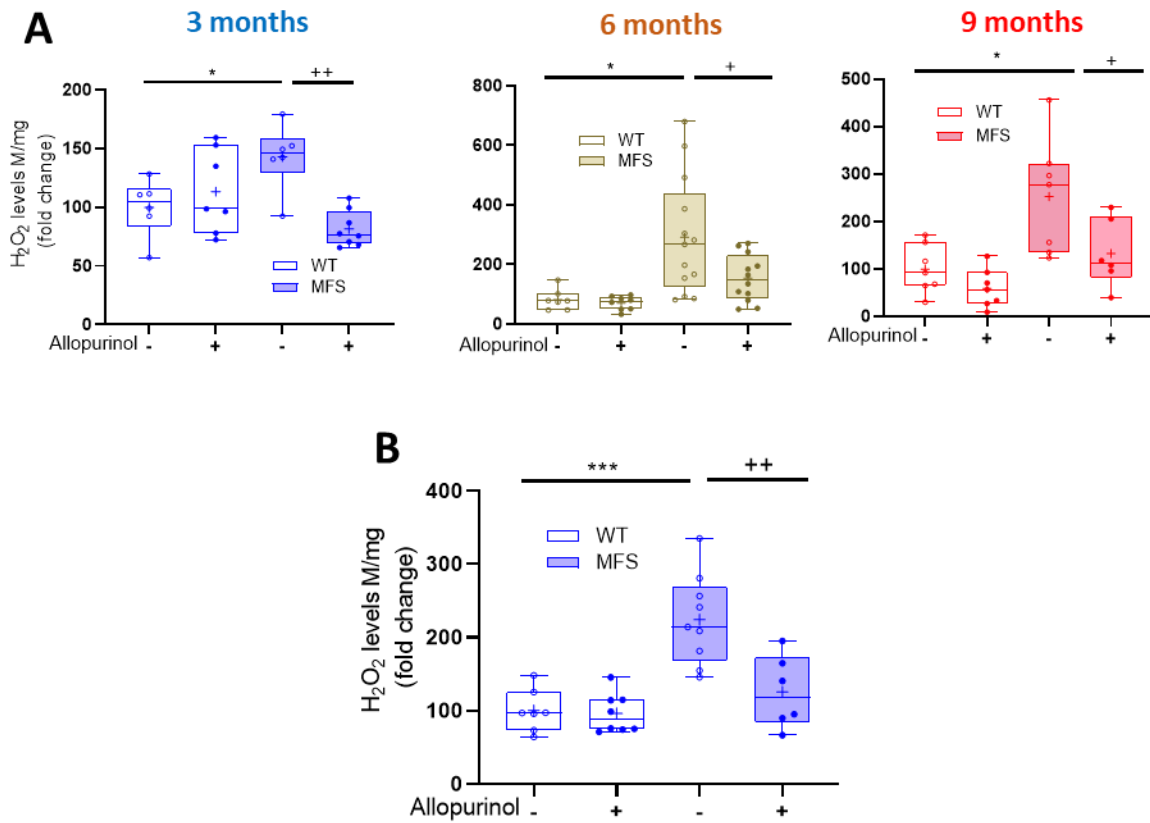 A
3 months
6 months
9 months
* ++
H₂O₂ levels M/mg
(fold change)
200
150
100
50
0
WT
MFS
Allopurinol - + - +
* +
800
600
400
200
0
WT
MFS
Allopurinol - + - +
* +
500
400
300
200
100
0
WT
MFS
Allopurinol - + - +
B
*** ++
H₂O₂ levels M/mg
(fold change)
400
300
200
100
0
WT
MFS
Allopurinol - + - +